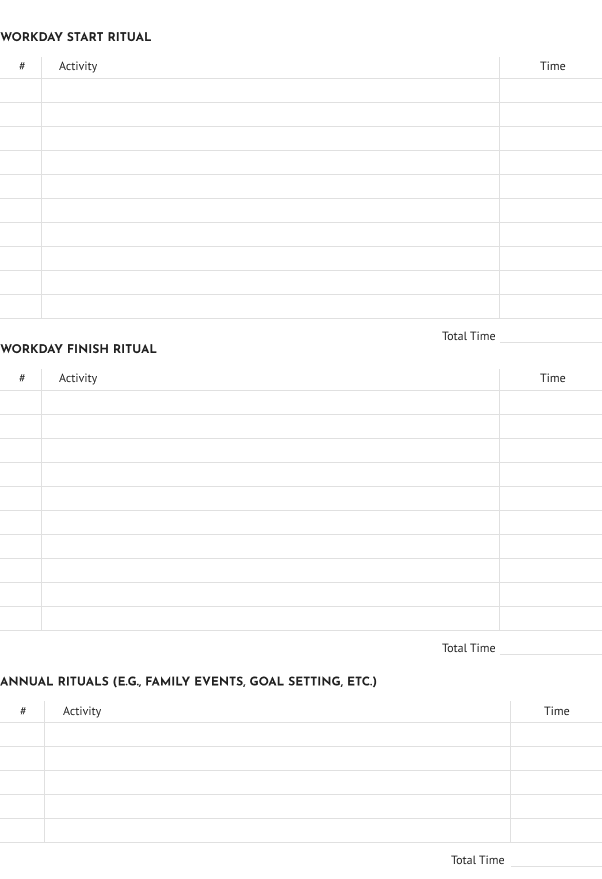 WORKDAY START RITUAL
# Activity Time
Total Time
WORKDAY FINISH RITUAL
# Activity Time
Total Time
ANNUAL RITUALS (E.G., FAMILY EVENTS, GOAL SETTING, ETC.)
# Activity Time
Total Time